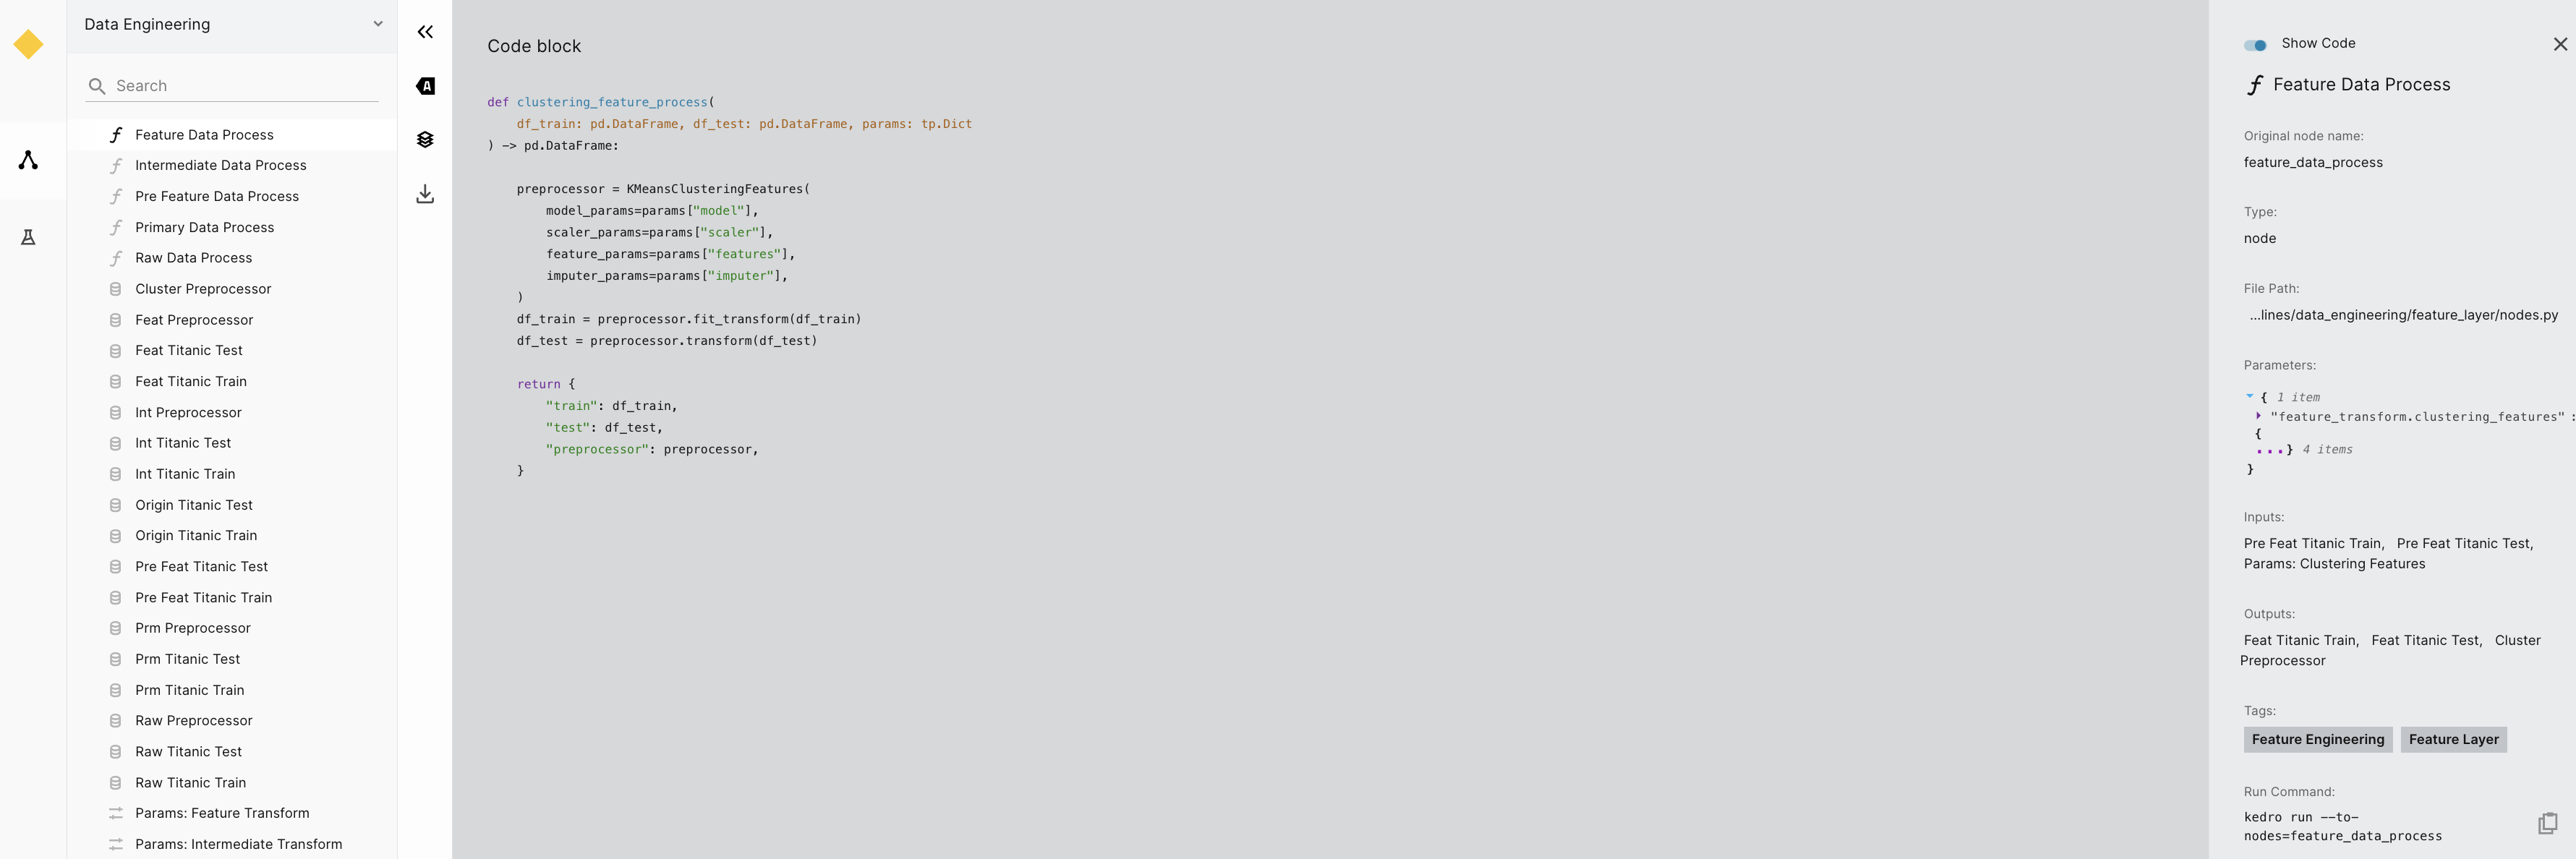 Data Engineering
Search
Feature Data Process
Intermediate Data Process
Pre Feature Data Process
Primary Data Process
Raw Data Process
Cluster Preprocessor
Feat Preprocessor
Feat Titanic Test
Feat Titanic Train
Int Preprocessor
Int Titanic Test
Int Titanic Train
Origin Titanic Test
Origin Titanic Train
Pre Feat Titanic Test
Pre Feat Titanic Train
Prm Preprocessor
Prm Titanic Test
Prm Titanic Train
Raw Preprocessor
Raw Titanic Test
Raw Titanic Train
Params: Feature Transform
Params: Intermediate Transform
A
Code block
def clustering_feature_process(
    df_train: pd.DataFrame, df_test: pd.DataFrame, params: tp.Dict
) -> pd.DataFrame:
    preprocessor = KMeansClusteringFeatures(
        model_params=params["model"],
        scaler_params=params["scaler"],
        feature_params=params["features"],
        imputer_params=params["imputer"],
    )
    df_train = preprocessor.fit_transform(df_train)
    df_test = preprocessor.transform(df_test)
    return {
        "train": df_train,
        "test": df_test,
        "preprocessor": preprocessor,
    }
Show Code
Feature Data Process
Original node name:
feature_data_process
Type:
node
File Path:
...lines/data_engineering/feature_layer/nodes.py
Parameters:
{ 1 item
"feature_transform.clustering_features" :
{
...} 4 items
}
Inputs:
Pre Feat Titanic Train, Pre Feat Titanic Test,
Params: Clustering Features
Outputs:
Feat Titanic Train, Feat Titanic Test, Cluster
Preprocessor
Tags:
Feature Engineering Feature Layer
Run Command:
kedro run --to-
nodes=feature_data_process